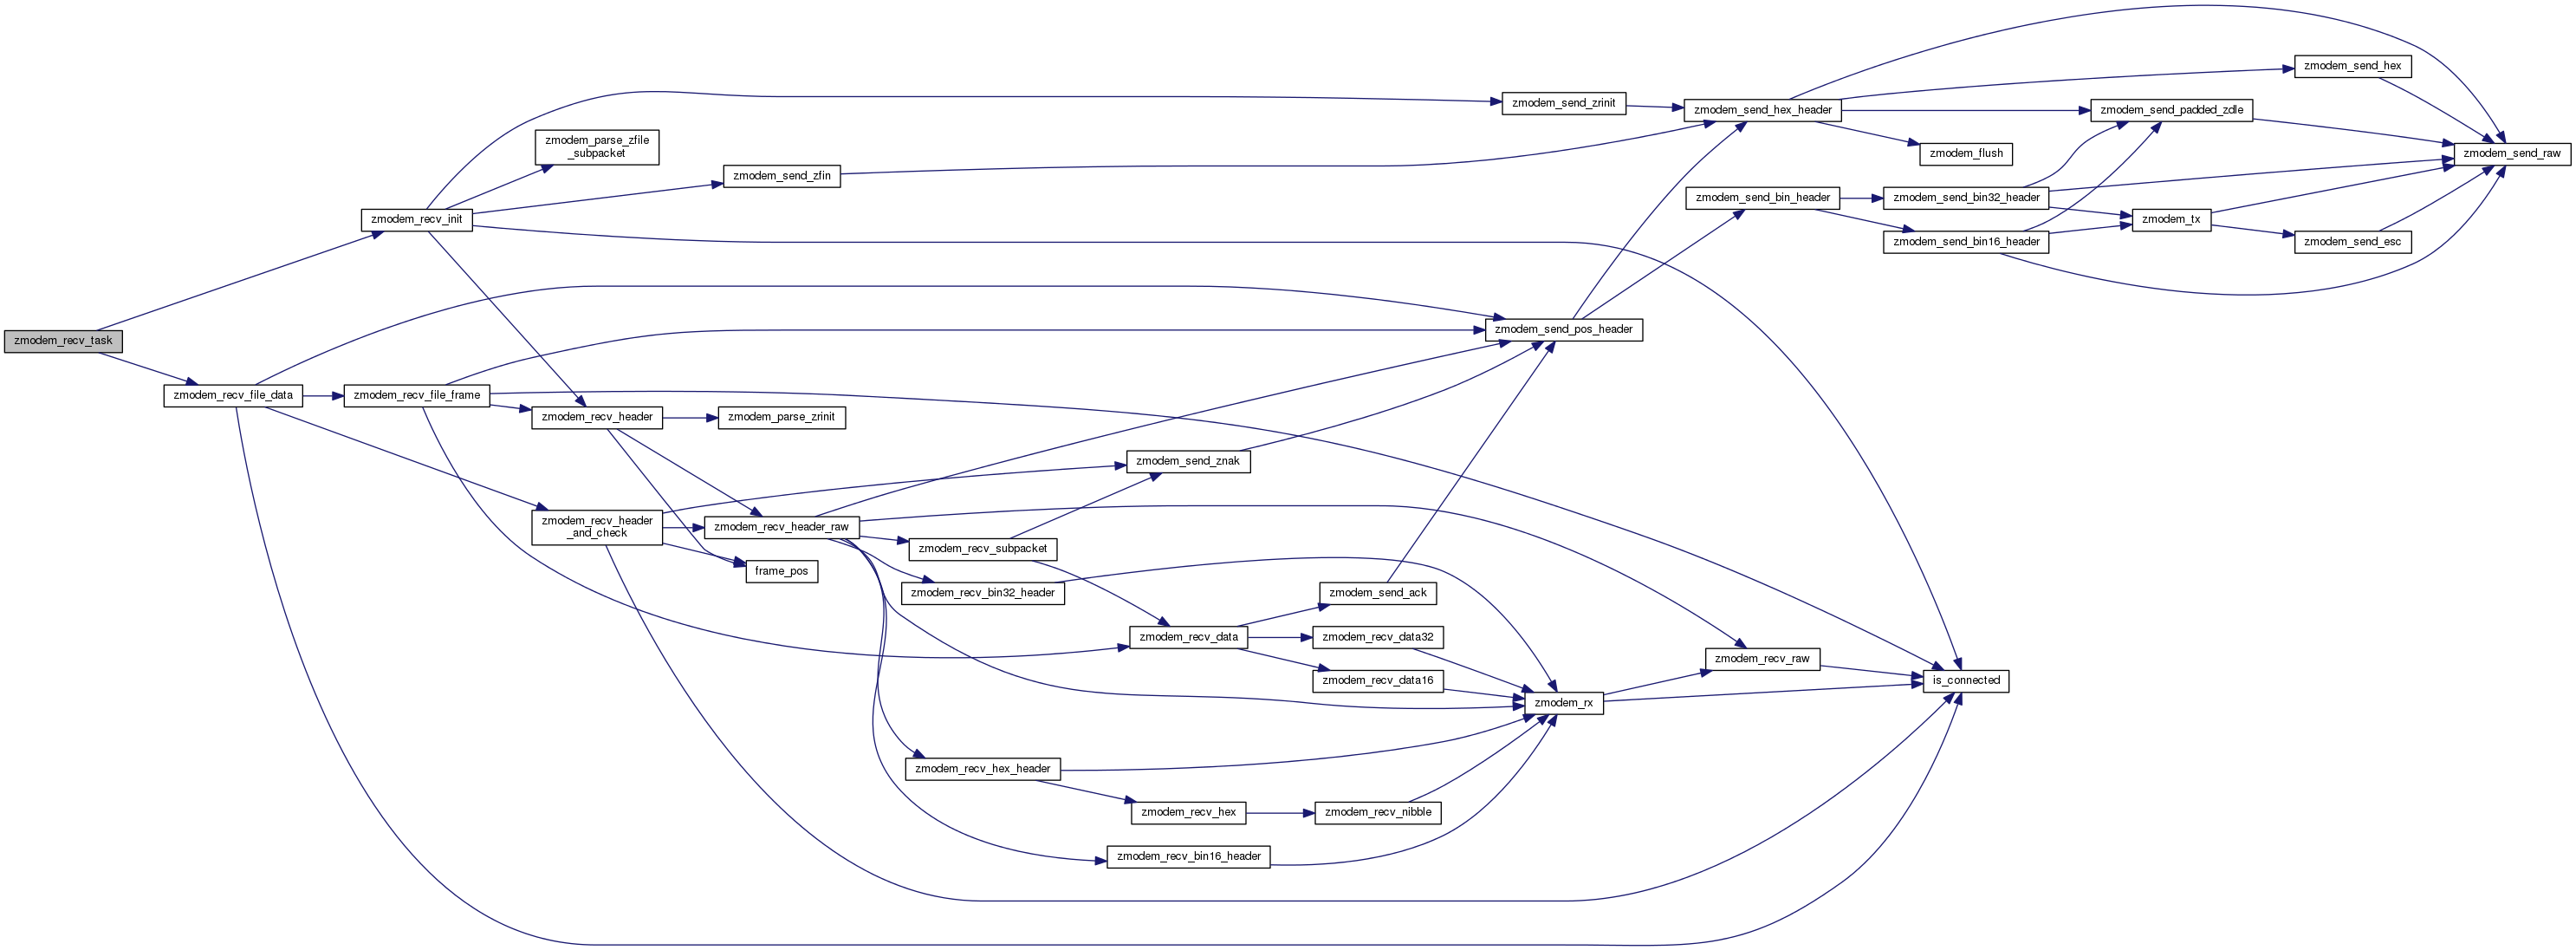 zmodem_send_hex
zmodem_send_zrinit
zmodem_send_hex_header
zmodem_send_padded_zdle
zmodem_parse_zfile
_subpacket
zmodem_flush
zmodem_send_raw
zmodem_send_zfin
zmodem_send_bin_header
zmodem_send_bin32_header
zmodem_recv_init
zmodem_tx
zmodem_send_bin16_header
zmodem_send_esc
zmodem_send_pos_header
zmodem_recv_task
zmodem_recv_file_data
zmodem_recv_file_frame
zmodem_recv_header
zmodem_parse_zrinit
zmodem_send_znak
zmodem_recv_header
_and_check
zmodem_recv_header_raw
zmodem_recv_subpacket
frame_pos
zmodem_recv_bin32_header
zmodem_send_ack
zmodem_recv_data
zmodem_recv_data32
zmodem_recv_raw
zmodem_recv_data16
is_connected
zmodem_rx
zmodem_recv_hex_header
zmodem_recv_hex
zmodem_recv_nibble
zmodem_recv_bin16_header